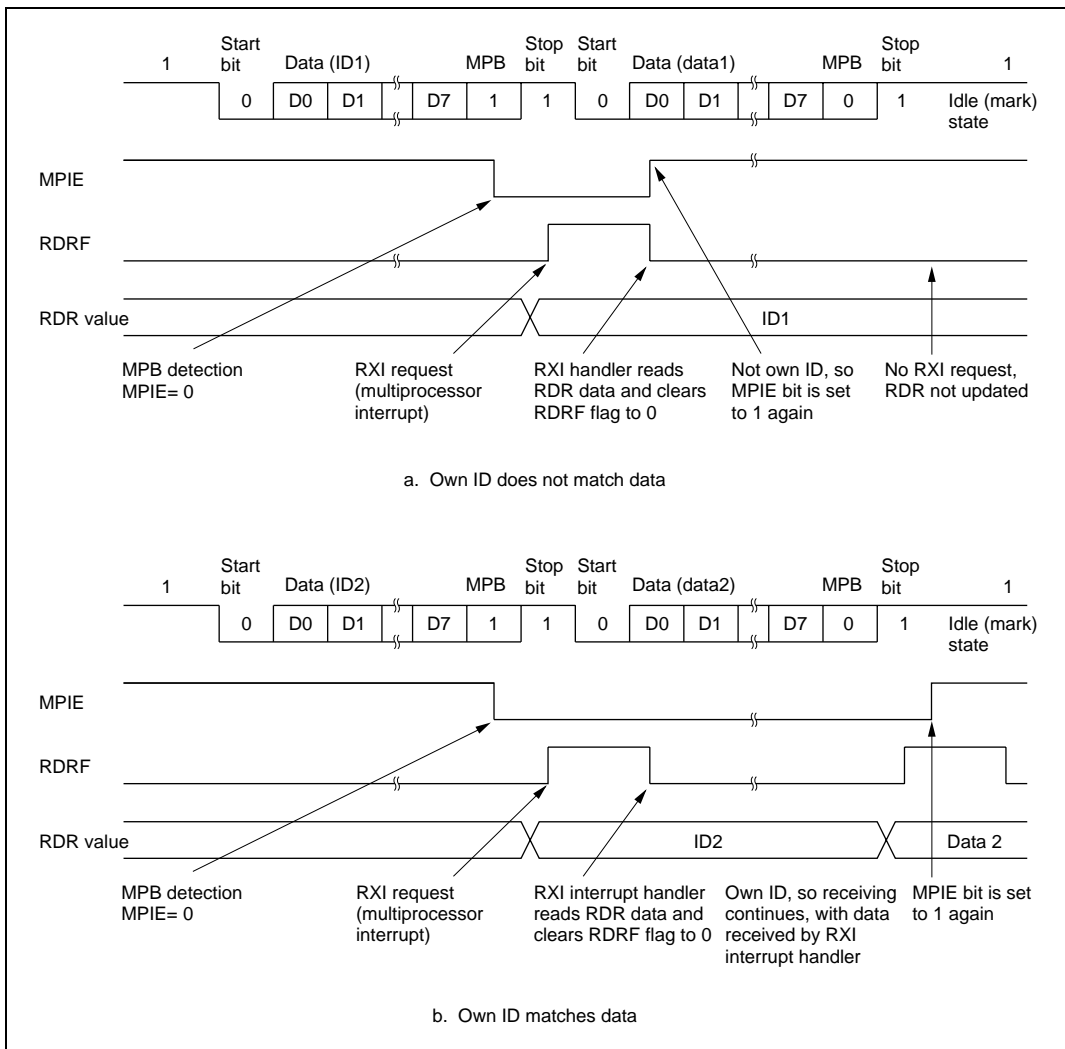 Start bit Data (ID1) MPB Stop bit Start bit Data (data1) MPB Stop bit
1 1
0 D0 D1 D7 1 1 0 D0 D1 D7 0 1 Idle (mark) state
MPIE
RDRF
RDR value ID1
MPB detection
MPIE= 0
RXI request
(multiprocessor
interrupt)
RXI handler reads
RDR data and clears
RDRF flag to 0
Not own ID, so
MPIE bit is set
to 1 again
No RXI request,
RDR not updated
a. Own ID does not match data
Start bit Data (ID2) MPB Stop bit Start bit Data (data2) MPB Stop bit
1 1
0 D0 D1 D7 1 1 0 D0 D1 D7 0 1 Idle (mark) state
MPIE
RDRF
RDR value ID2 Data 2
MPB detection
MPIE= 0
RXI request
(multiprocessor
interrupt)
RXI interrupt handler
reads RDR data and
clears RDRF flag to 0
Own ID, so receiving
continues, with data
received by RXI
interrupt handler
MPIE bit is set
to 1 again
b. Own ID matches data